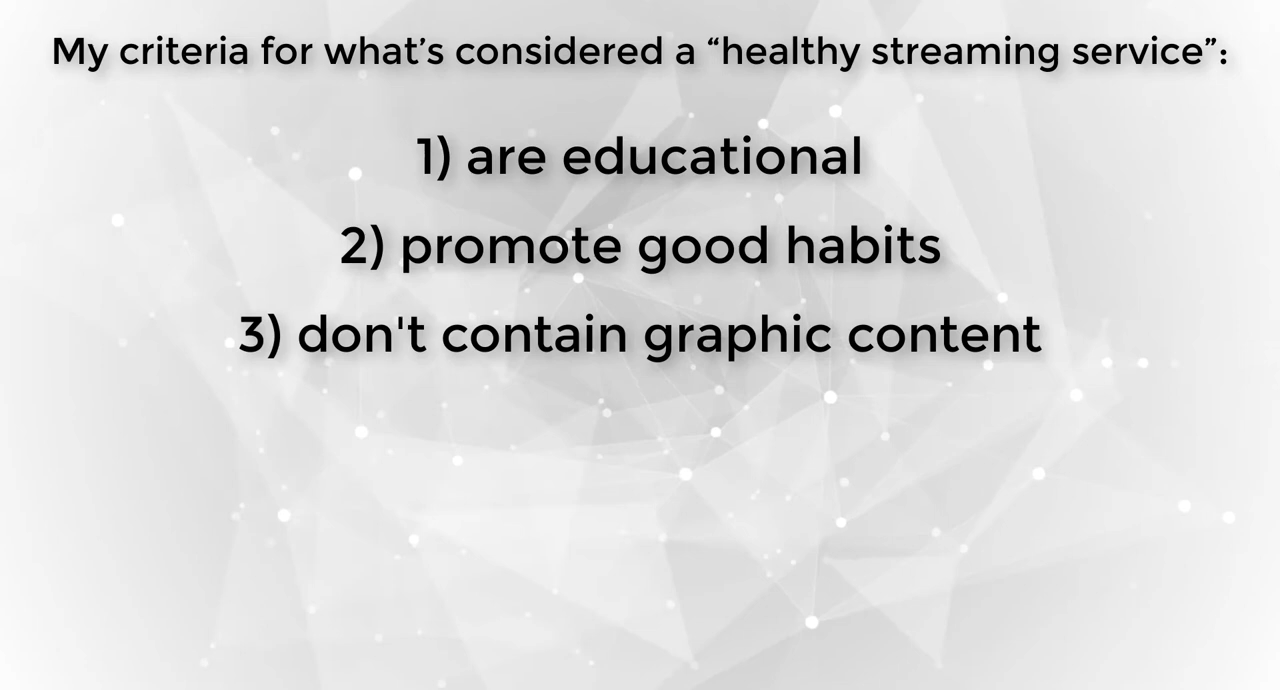 My criteria for what’s considered a “healthy streaming service”:
1) are educational
2) promote good habits
3) don't contain graphic content